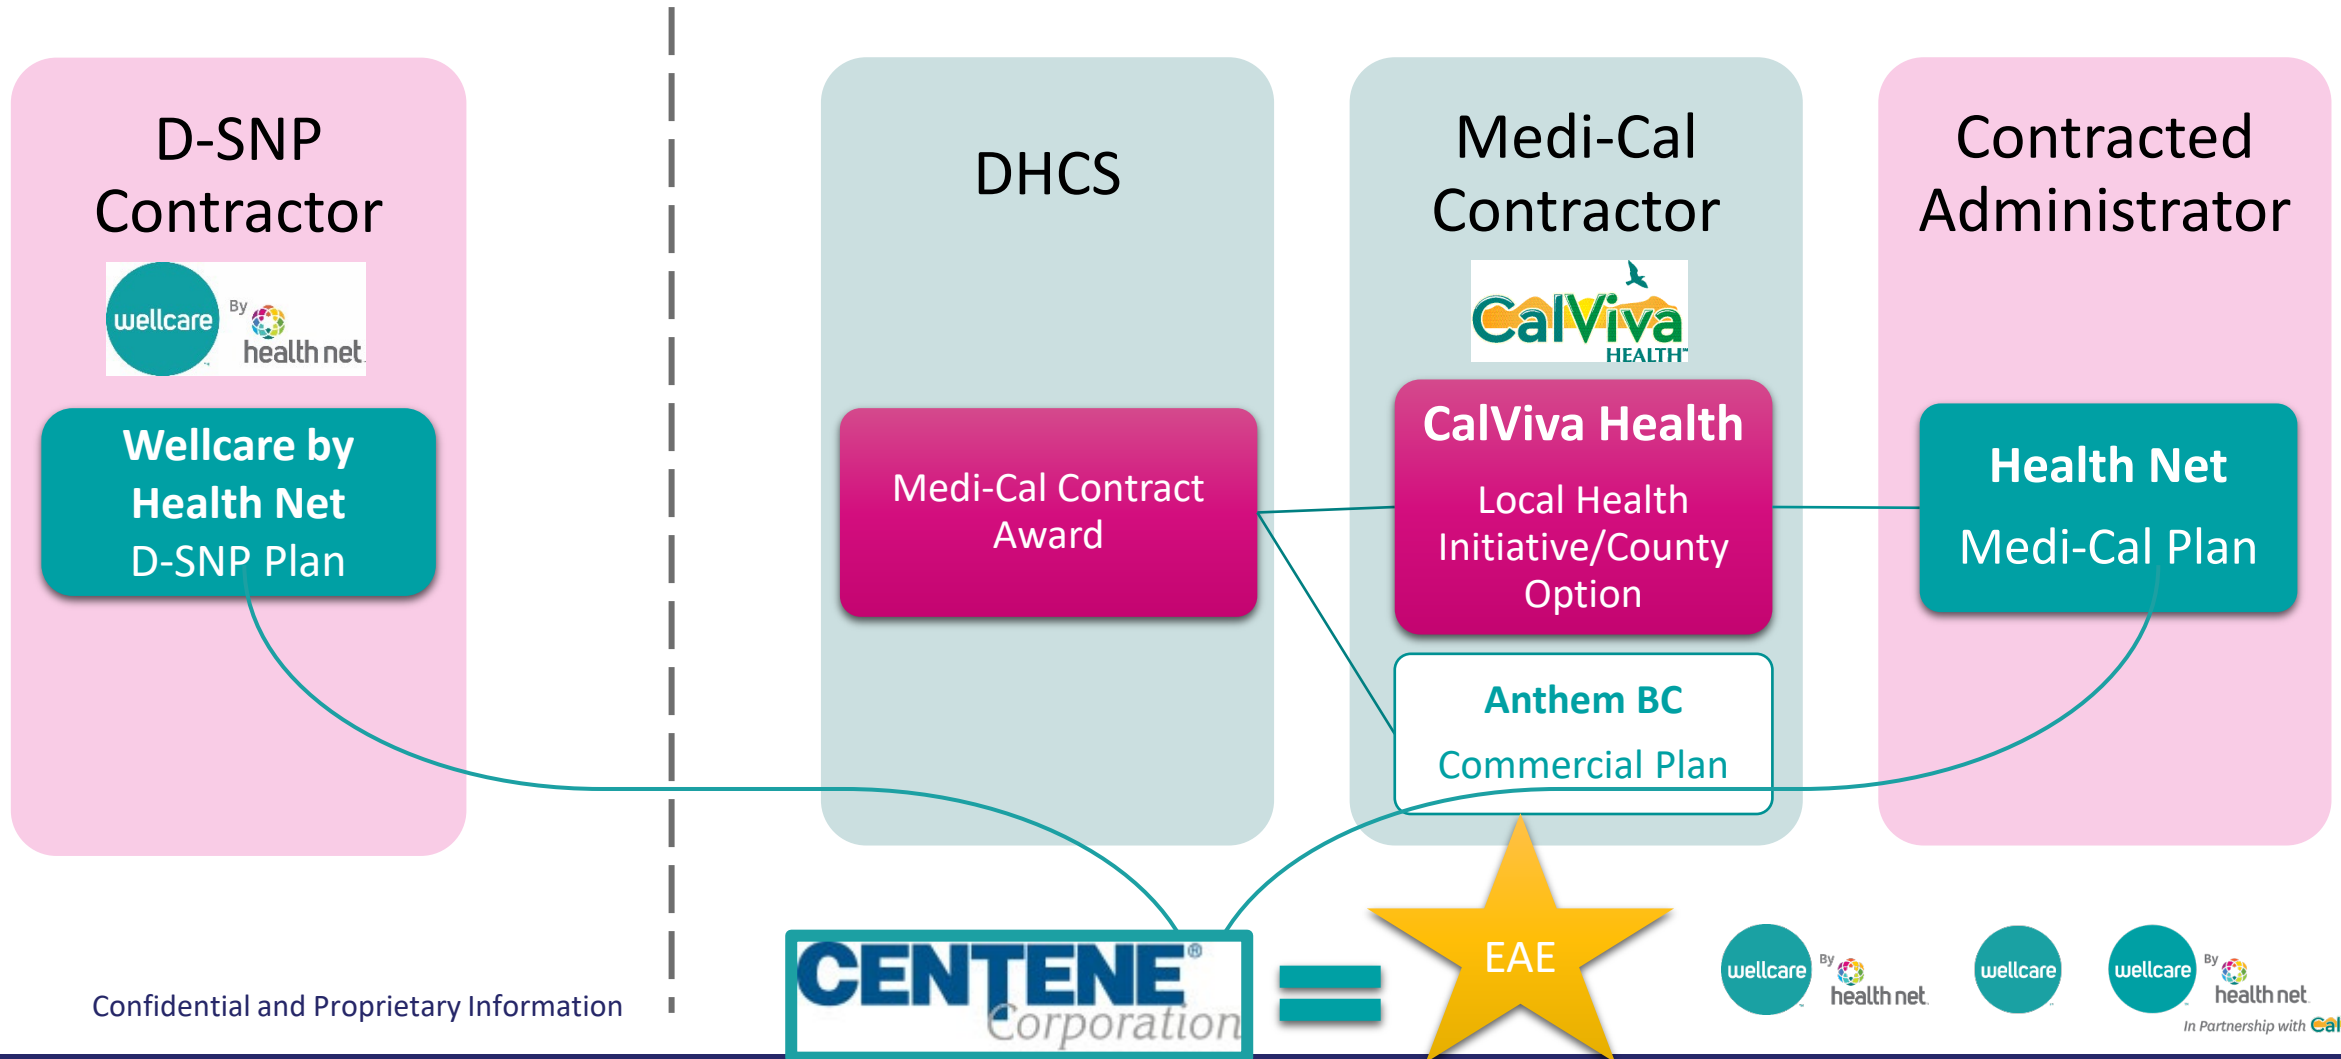 D-SNP
Contractor
wellcare
By
health net
Wellcare by
Health Net
D-SNP Plan
DHCS
Medi-Cal Contract
Award
Medi-Cal
Contractor
CalViva
HEALTH
CalViva Health
Local Health
Initiative/County
Option
Anthem BC
Commercial Plan
Contracted
Administrator
Health Net
Medi-Cal Plan
CENTENE®
Corporation
EAE
wellcare
By
health net
wellcare
wellcare
By
health net
In Partnership with Cal
Confidential and Proprietary Information